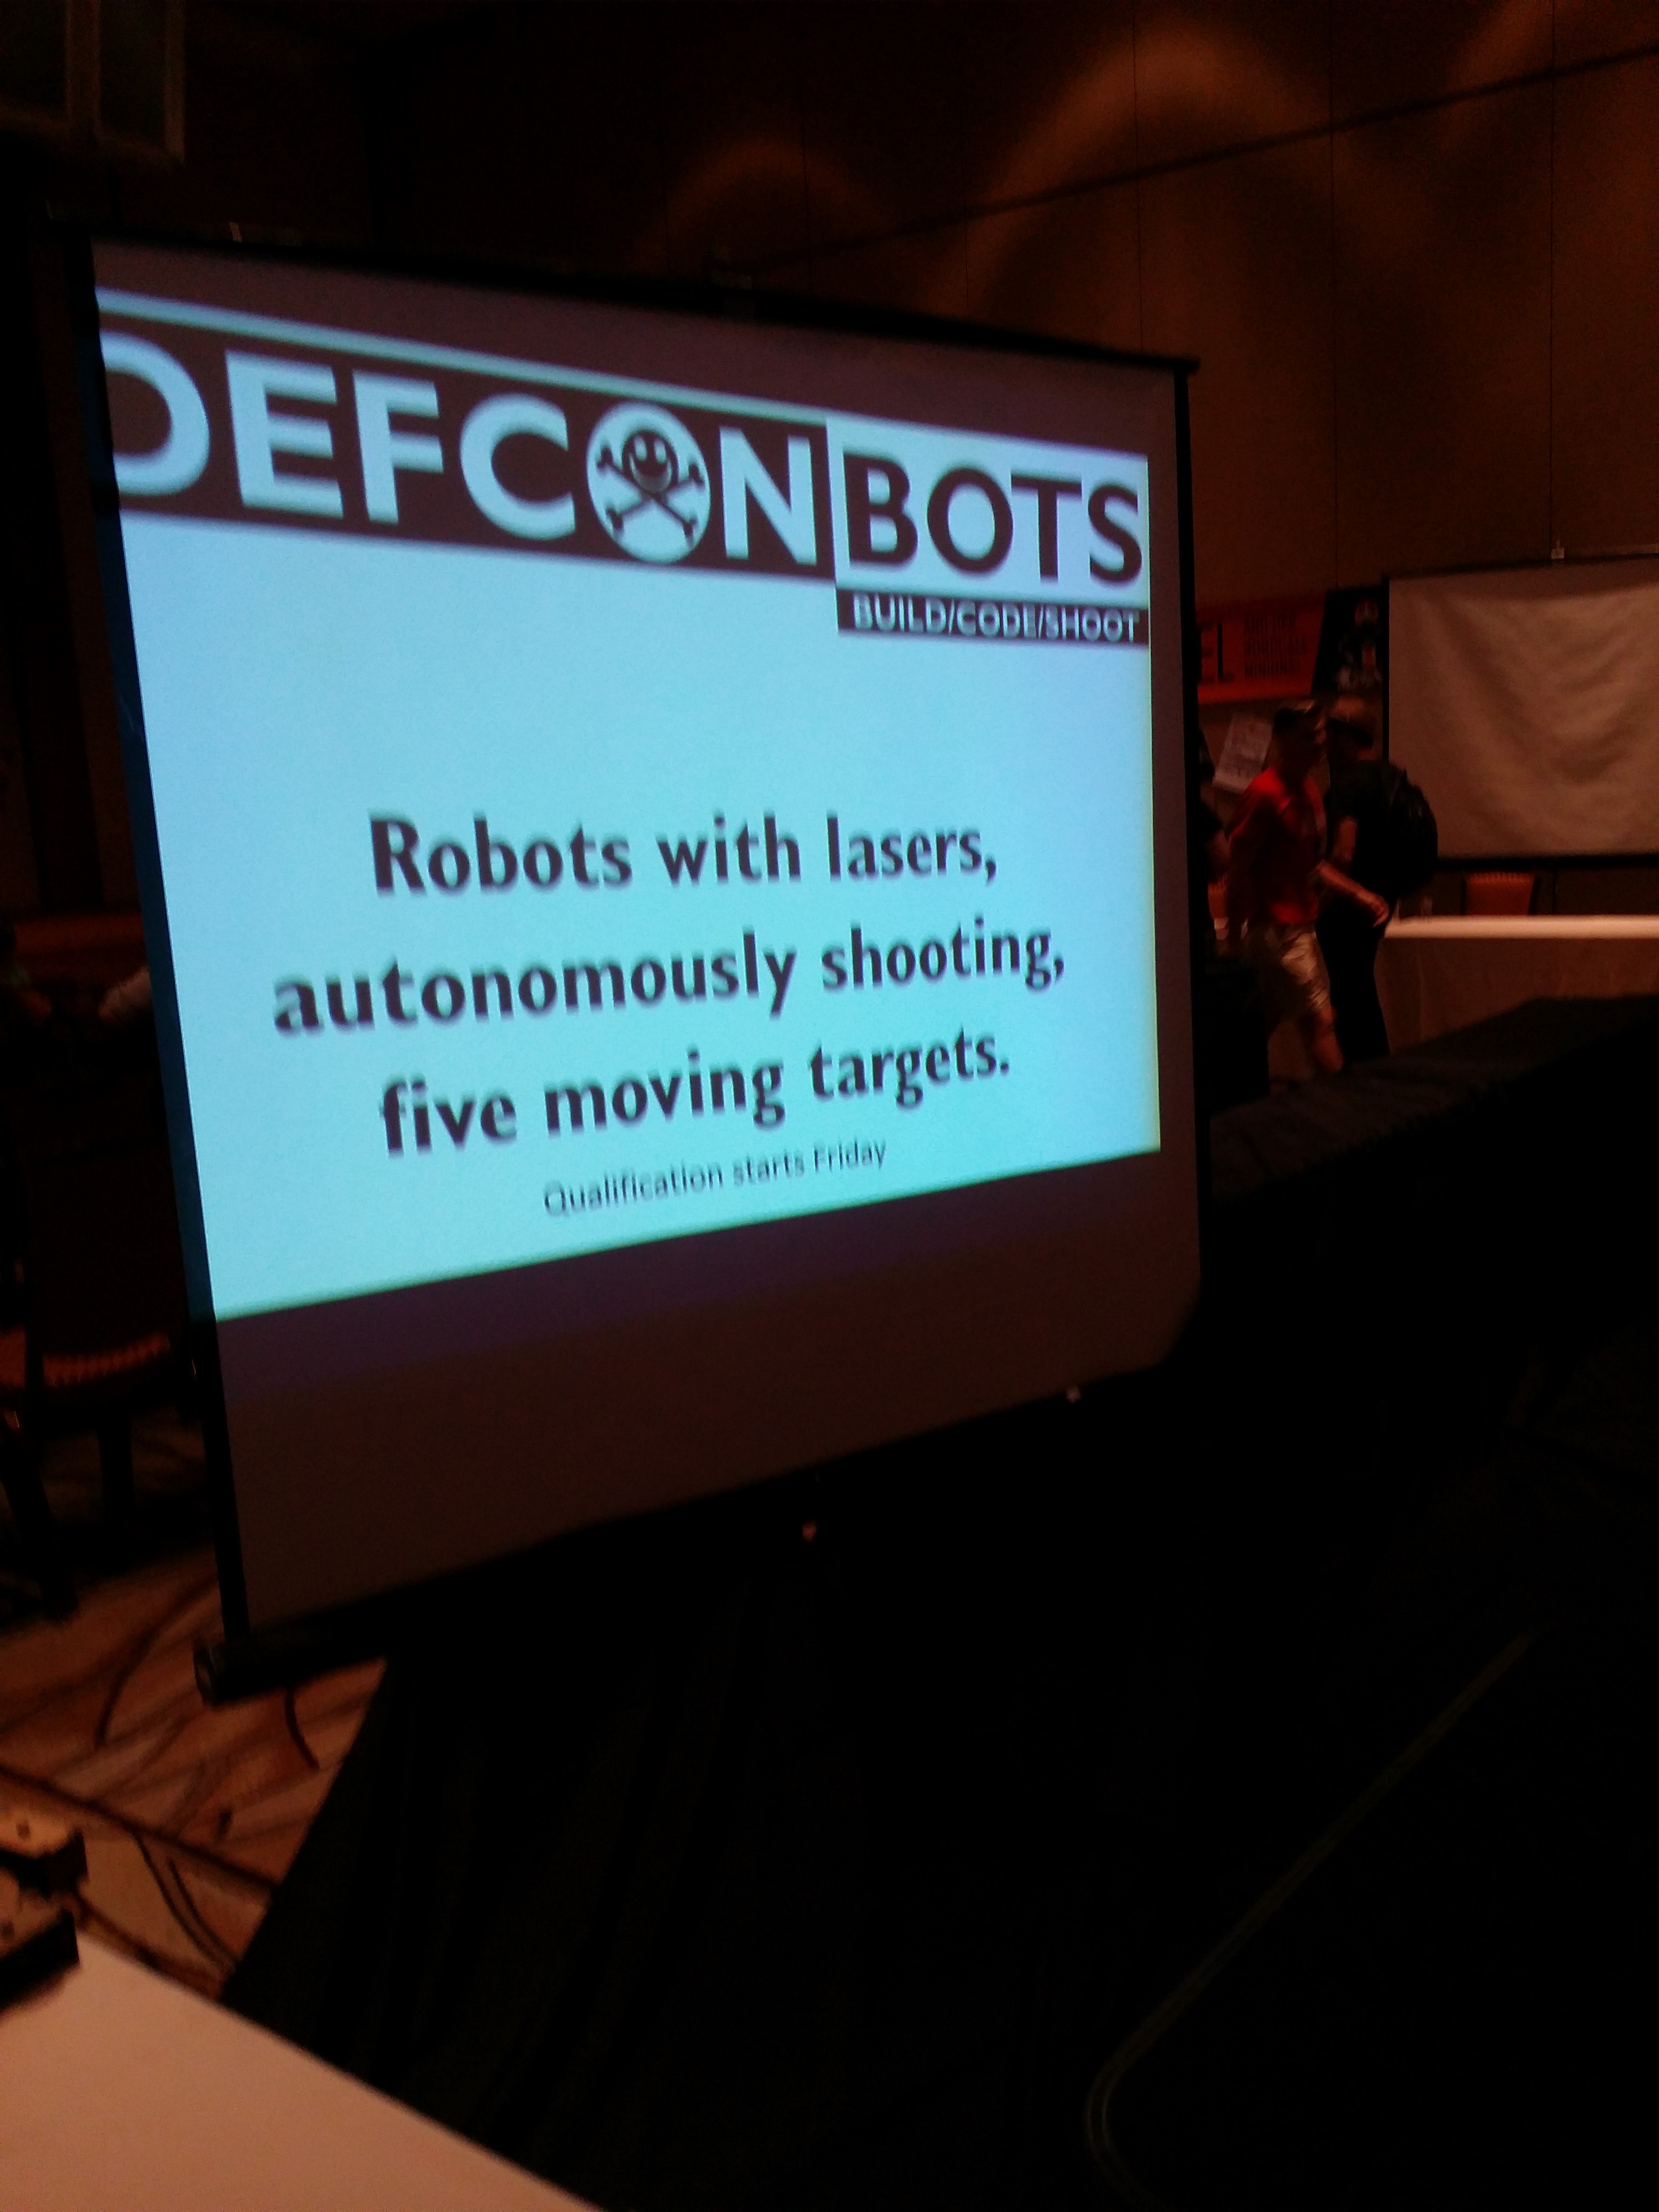 DEFCON BOTS
BUILD/CODE/SHOOT
Robots with lasers,
autonomously shooting,
five moving targets.
Qualification starts Friday